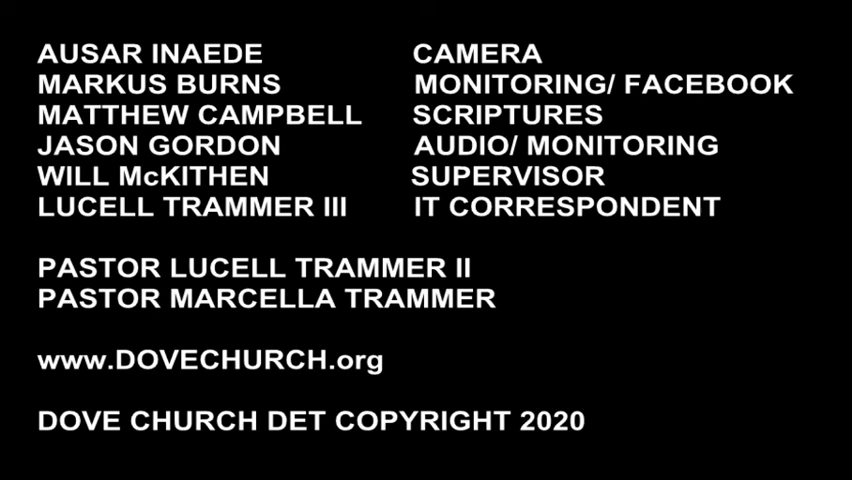 AUSAR INAEDE CAMERA
MARKUS BURNS MONITORING/ FACEBOOK
MATTHEW CAMPBELL SCRIPTURES
JASON GORDON AUDIO/ MONITORING
WILL McKITHEN SUPERVISOR
LUCELL TRAMMER III IT CORRESPONDENT
PASTOR LUCELL TRAMMER II
PASTOR MARCELLA TRAMMER
www.DOVECHURCH.org
DOVE CHURCH DET COPYRIGHT 2020